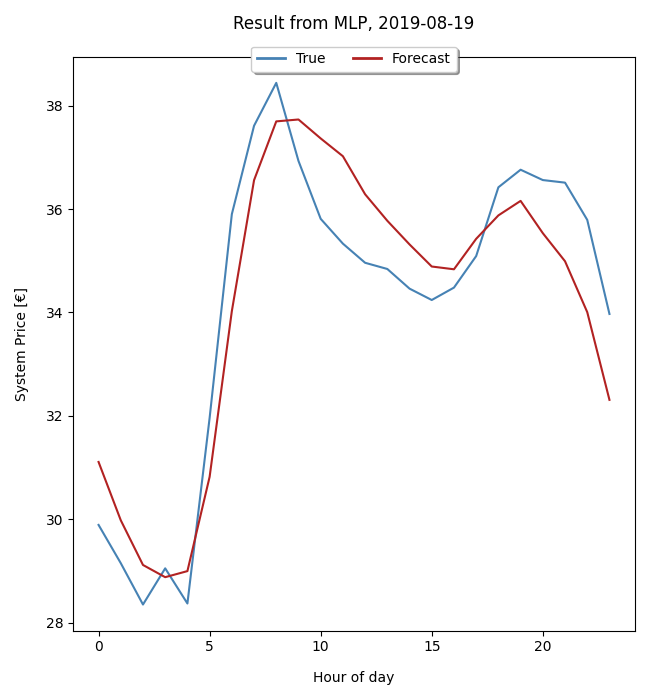 Result from MLP, 2019-08-19
True Forecast
38
36
34
32
30
28
System Price [€]
0 5 10 15 20
Hour of day